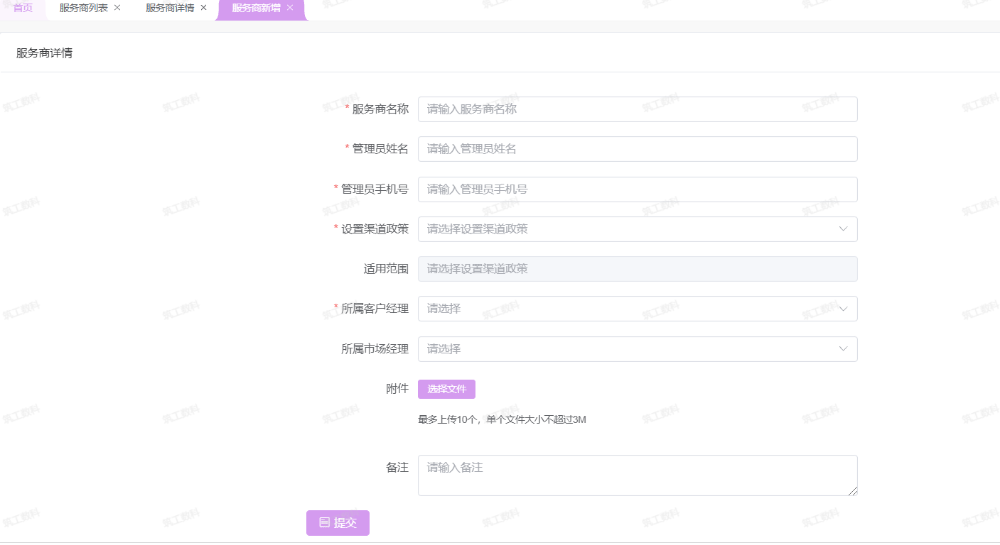 首页 服务商列表 × 服务商详情 × 服务商新增 ×
服务商详情
* 服务商名称 请输入服务商名称
* 管理员姓名 请输入管理员姓名
* 管理员手机号 请输入管理员手机号
* 设置渠道政策 请选择设置渠道政策
适用范围 请选择设置渠道政策
* 所属客户经理 请选择
所属市场经理 请选择
附件 选择文件
最多上传10个，单个文件大小不超过3M
备注 请输入备注
提交
筑工数科